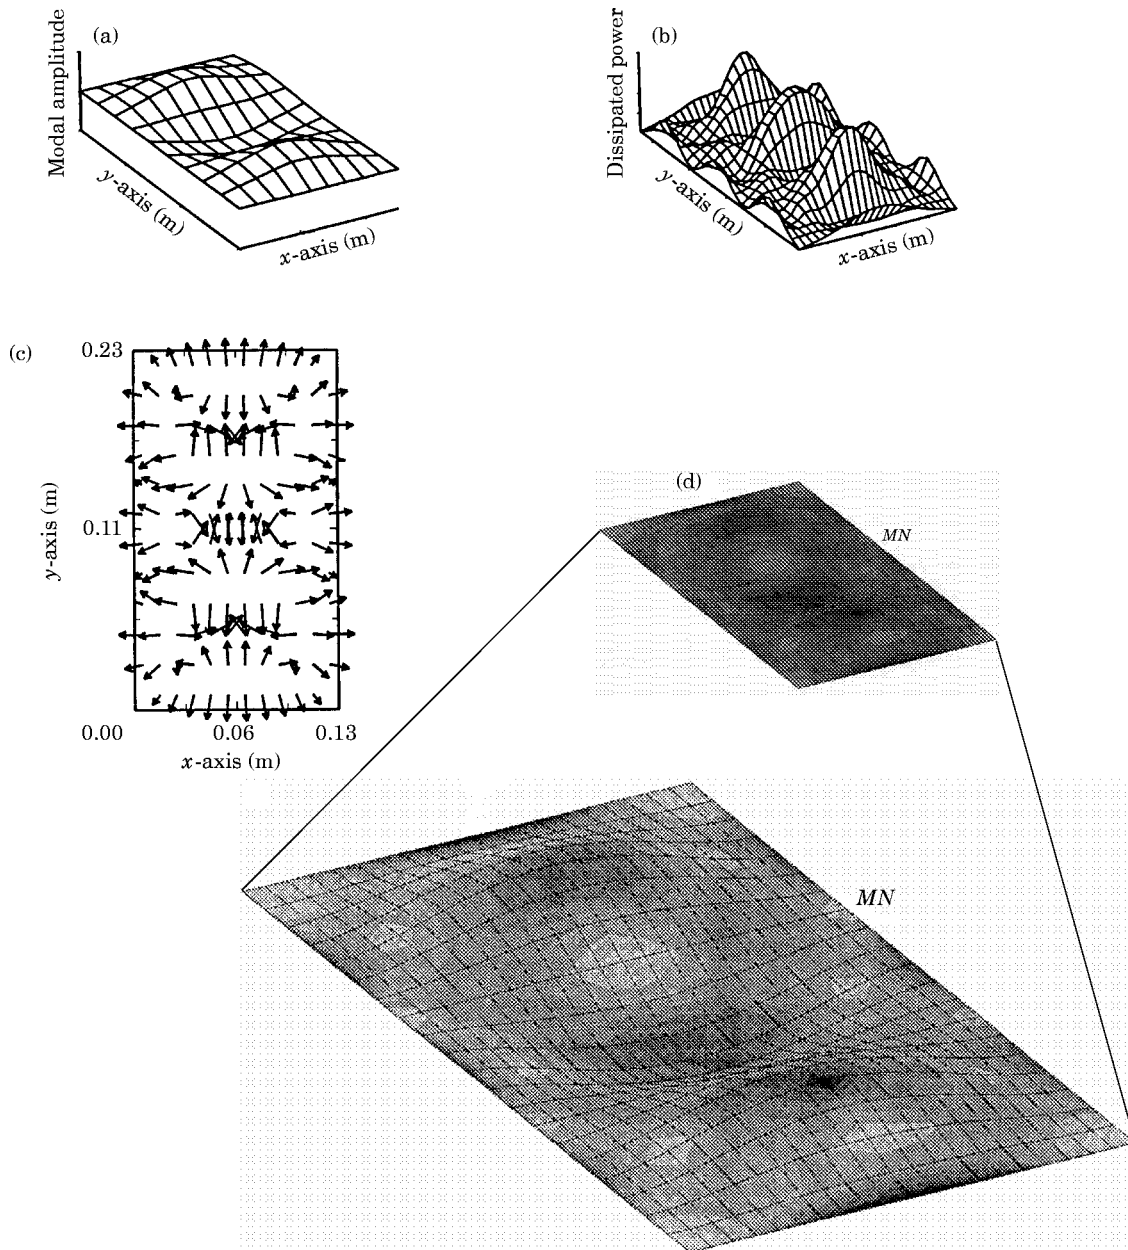 (a)
Modal amplitude
y-axis (m)
x-axis (m)
(b)
Dissipated power
y-axis (m)
x-axis (m)
(c)
0.23
0.11
0.00
0.06
0.13
y-axis (m)
x-axis (m)
(d)
MN
MN